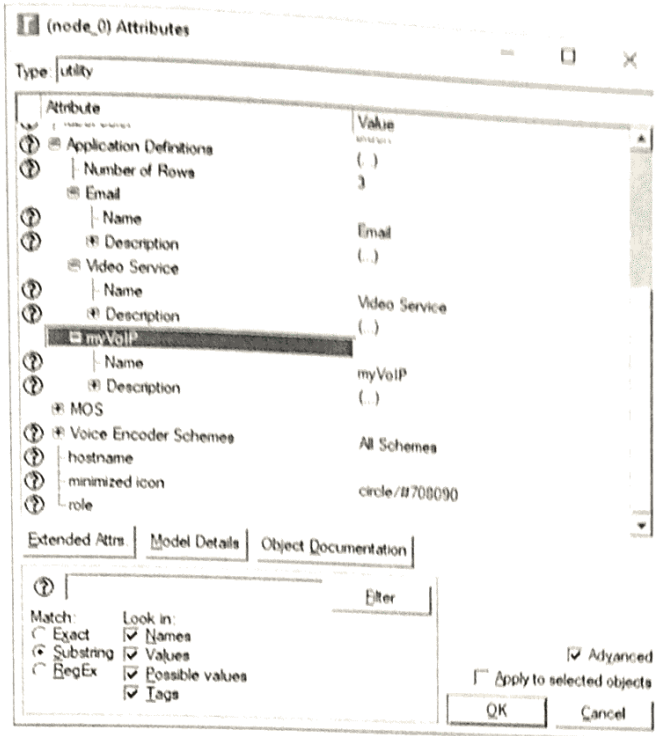 (node_0) Attributes
Type: utility
Attribute Value
Application Definitions (...)
Number of Rows 3
Email
Name Email
Description (...)
Video Service
Name Video Service
Description (...)
myVoIP
Name myVoIP
Description (...)
MOS
Voice Encoder Schemes All Schemes
hostname
minimized icon circle/#708090
role
Extended Attrs. Model Details Object Documentation
Filter
Match: Look in:
Exact Names
Substring Values
RegEx Possible values
Tags
Advanced
Apply to selected objects
OK Cancel